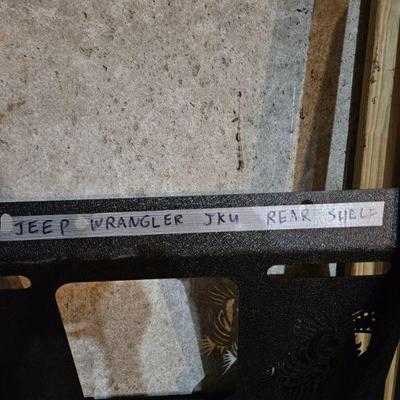 JEEP WRANGLER JKU REAR SHELF